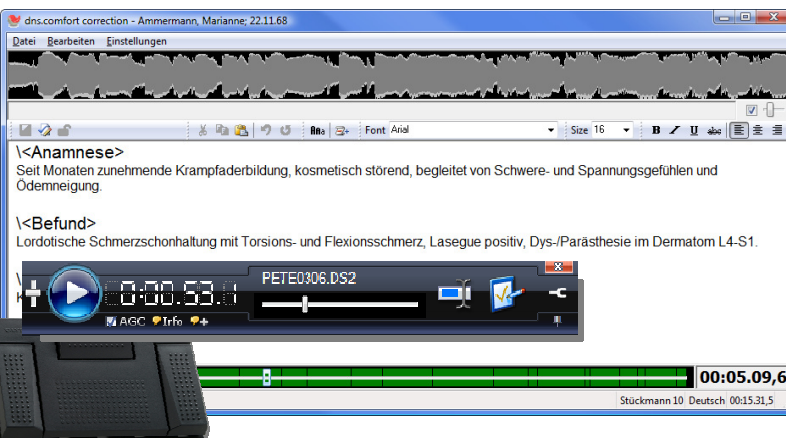 dns.comfort correction - Ammermann, Marianne; 22.11.68
Datei Bearbeiten Einstellungen
Font Arial Size 16 B I U abc
\<Anamnese>
Seit Monaten zunehmende Krampfaderbildung, kosmetisch störend, begleitet von Schwere- und Spannungsgefühlen und
Ödemneigung.
\<Befund>
Lordotische Schmerzschonhaltung mit Torsions- und Flexionsschmerz, Lasegue positiv, Dys-/Parästhesie im Dermatom L4-S1.
\
K
PETE0306.DS2
AGC Info
00:05.09,6
Stückmann 10 Deutsch 00:15.31,5